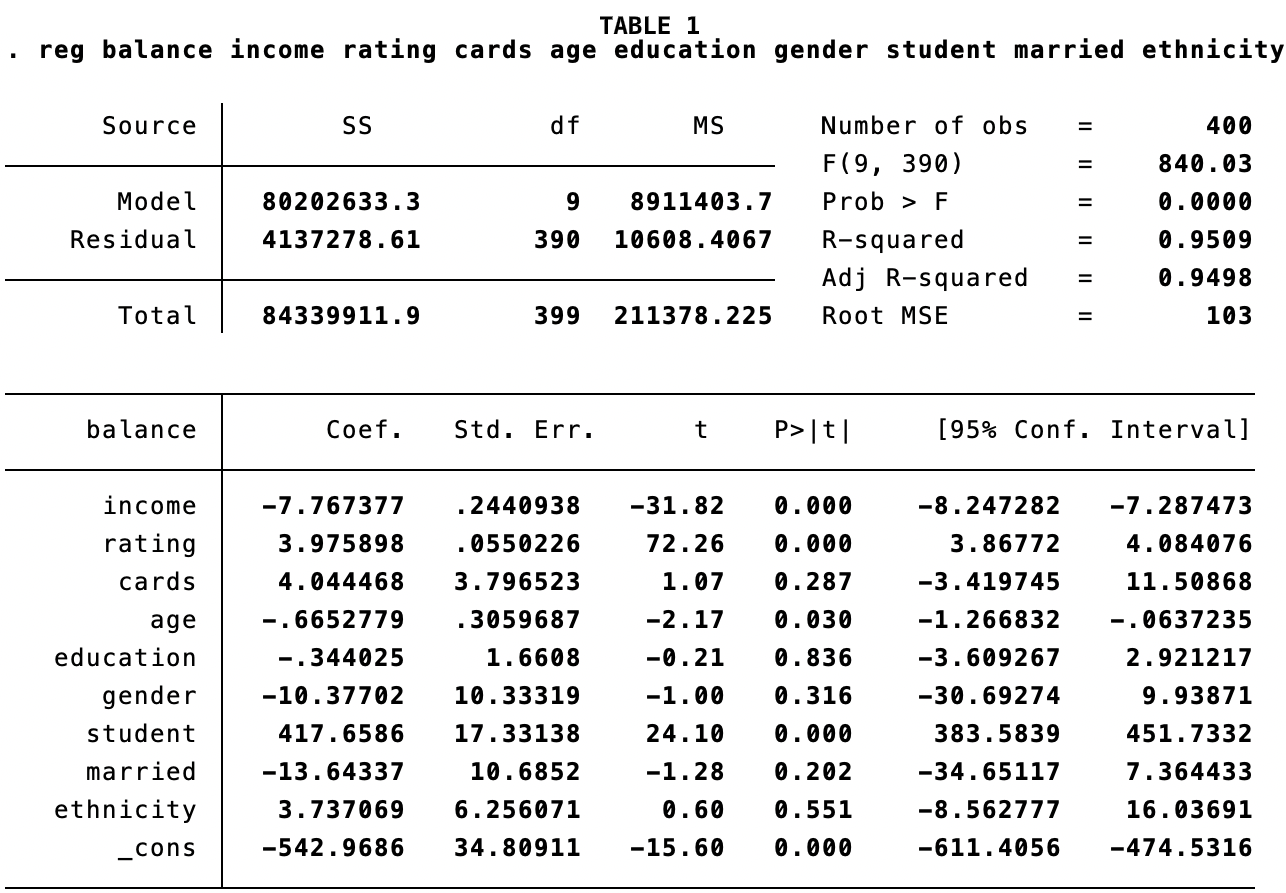 TABLE 1
. reg balance income rating cards age education gender student married ethnicity
Source SS df MS Number of obs = 400
F(9, 390) = 840.03
Model 80202633.3 9 8911403.7 Prob > F = 0.0000
Residual 4137278.61 390 10608.4067 R-squared = 0.9509
Adj R-squared = 0.9498
Total 84339911.9 399 211378.225 Root MSE = 103
balance Coef. Std. Err. t P>|t| [95% Conf. Interval]
income -7.767377 .2440938 -31.82 0.000 -8.247282 -7.287473
rating 3.975898 .0550226 72.26 0.000 3.86772 4.084076
cards 4.044468 3.796523 1.07 0.287 -3.419745 11.50868
age -.6652779 .3059687 -2.17 0.030 -1.266832 -.0637235
education -.344025 1.6608 -0.21 0.836 -3.609267 2.921217
gender -10.37702 10.33319 -1.00 0.316 -30.69274 9.93871
student 417.6586 17.33138 24.10 0.000 383.5839 451.7332
married -13.64337 10.6852 -1.28 0.202 -34.65117 7.364433
ethnicity 3.737069 6.256071 0.60 0.551 -8.562777 16.03691
_cons -542.9686 34.80911 -15.60 0.000 -611.4056 -474.5316